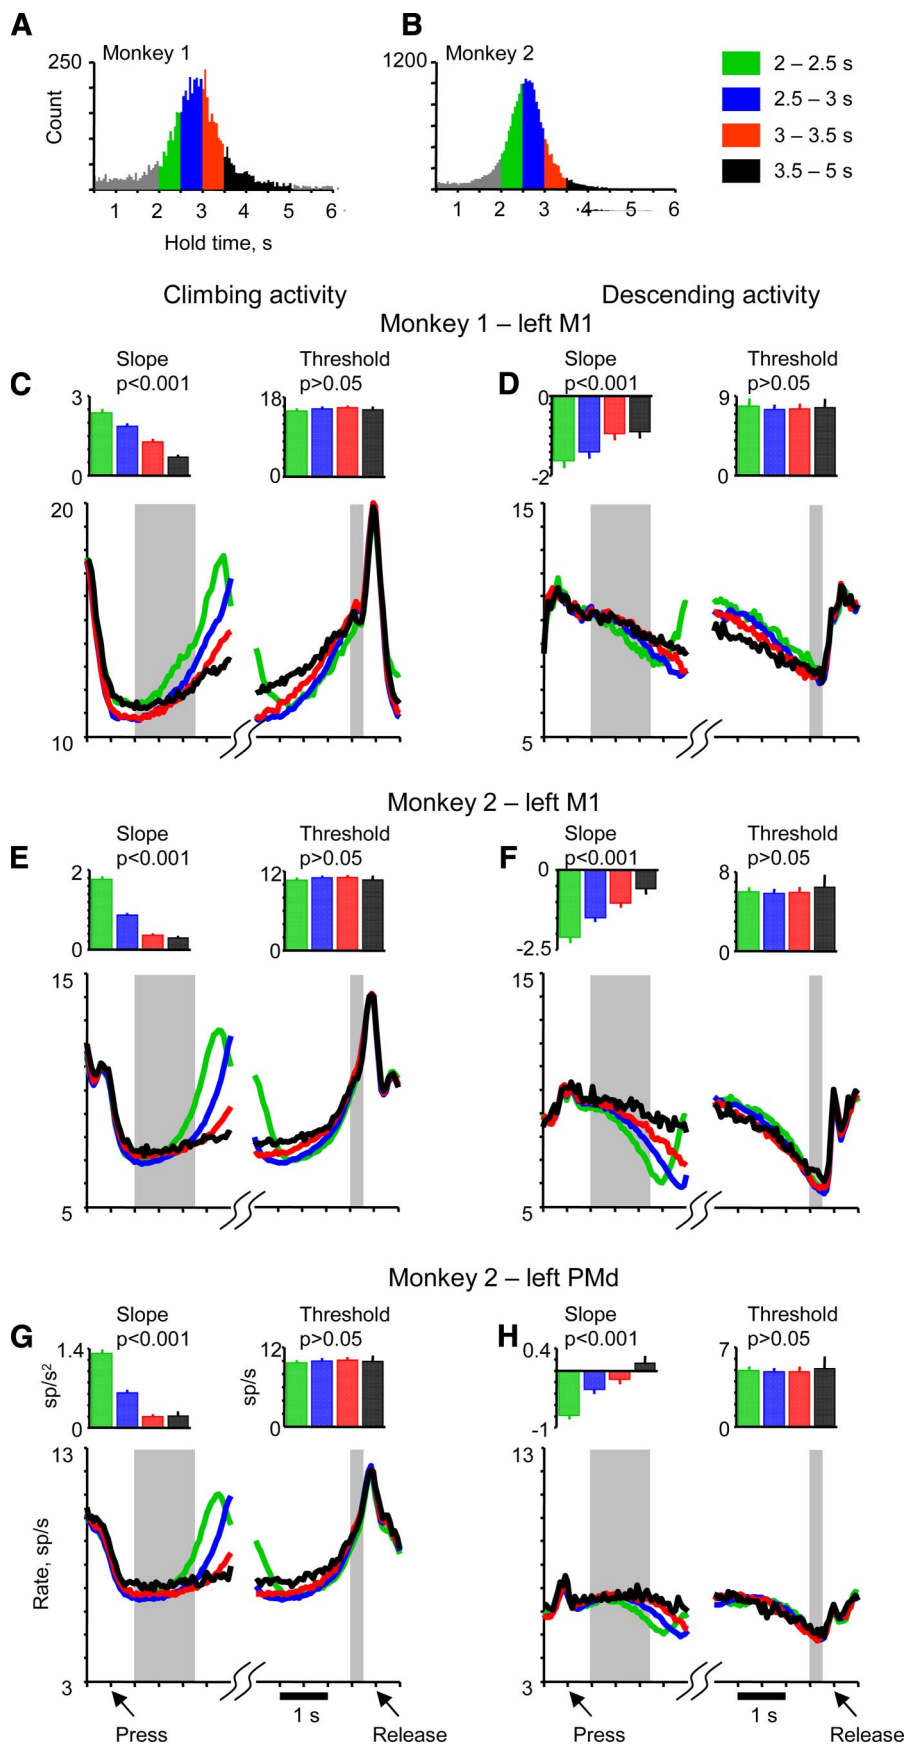 A
B
Monkey 1
Monkey 2
250
1200
Count
0
0
1 2 3 4 5 6
1 2 3 4 5 6
Hold time, s
2 – 2.5 s
2.5 – 3 s
3 – 3.5 s
3.5 – 5 s
Climbing activity
Descending activity
Monkey 1 – left M1
C
Slope
p<0.001
3
0
Threshold
p>0.05
18
0
20
10
D
Slope
p<0.001
0
-2
Threshold
p>0.05
9
0
15
5
Monkey 2 – left M1
E
Slope
p<0.001
2
0
Threshold
p>0.05
12
0
15
5
F
Slope
p<0.001
0
-2.5
Threshold
p>0.05
8
0
15
5
Monkey 2 – left PMd
G
Slope
p<0.001
1.4
sp/s²
0
Threshold
p>0.05
12
sp/s
0
13
Rate, sp/s
3
Press
1 s
Release
H
Slope
p<0.001
0.4
-1
Threshold
p>0.05
7
0
13
3
Press
1 s
Release